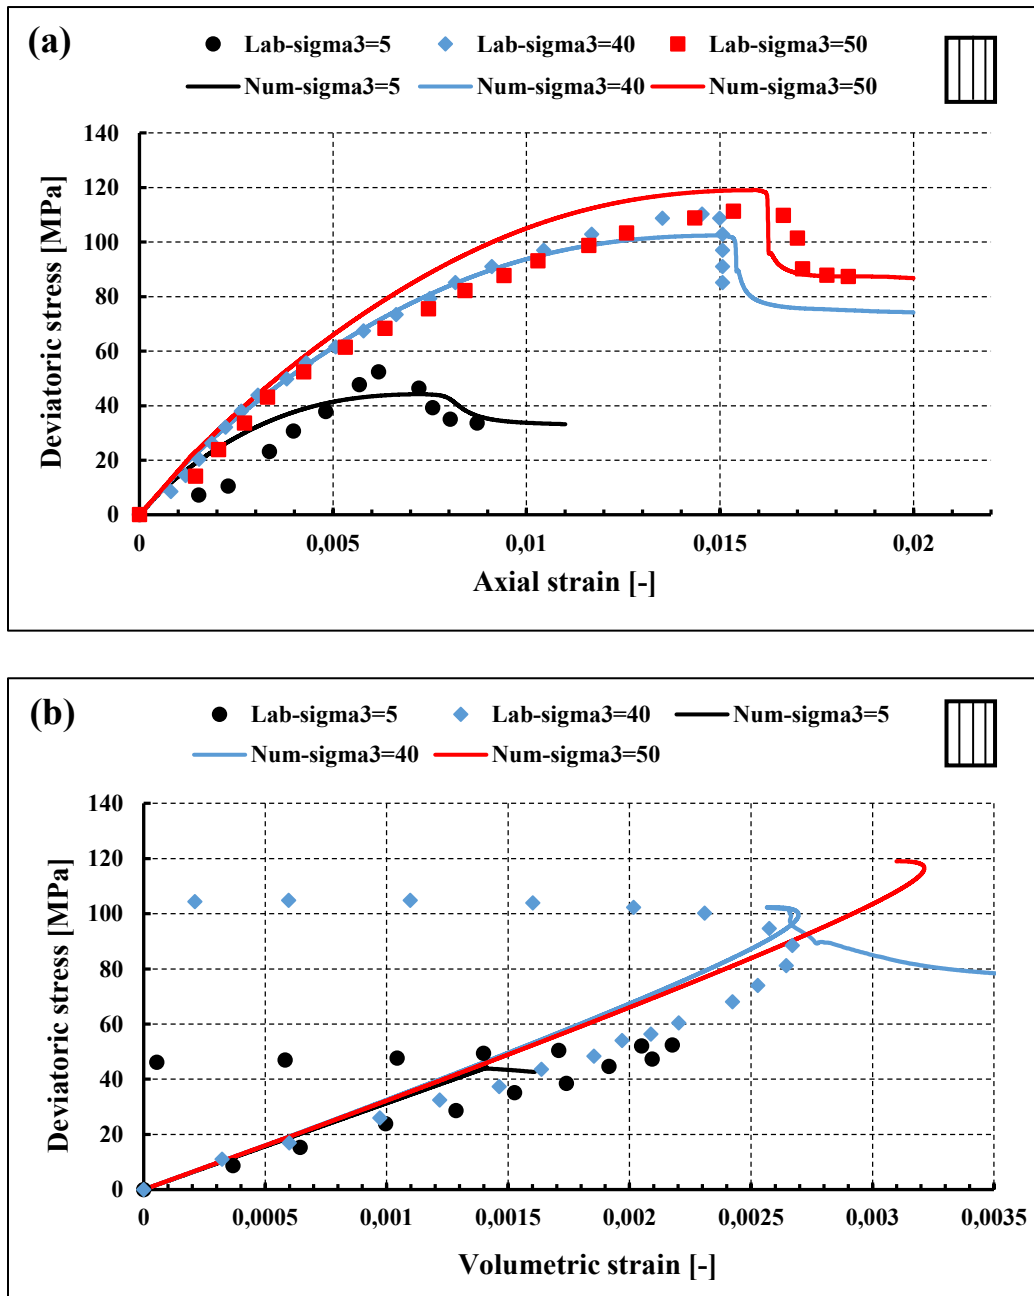 (a)
Lab-sigma3=5 Lab-sigma3=40 Lab-sigma3=50
Num-sigma3=5 Num-sigma3=40 Num-sigma3=50
Deviatoric stress [MPa]
140
120
100
80
60
40
20
0
0 0,005 0,01 0,015 0,02
Axial strain [-]
(b)
Lab-sigma3=5 Lab-sigma3=40 Num-sigma3=5
Num-sigma3=40 Num-sigma3=50
Deviatoric stress [MPa]
140
120
100
80
60
40
20
0
0 0,0005 0,001 0,0015 0,002 0,0025 0,003 0,0035
Volumetric strain [-]